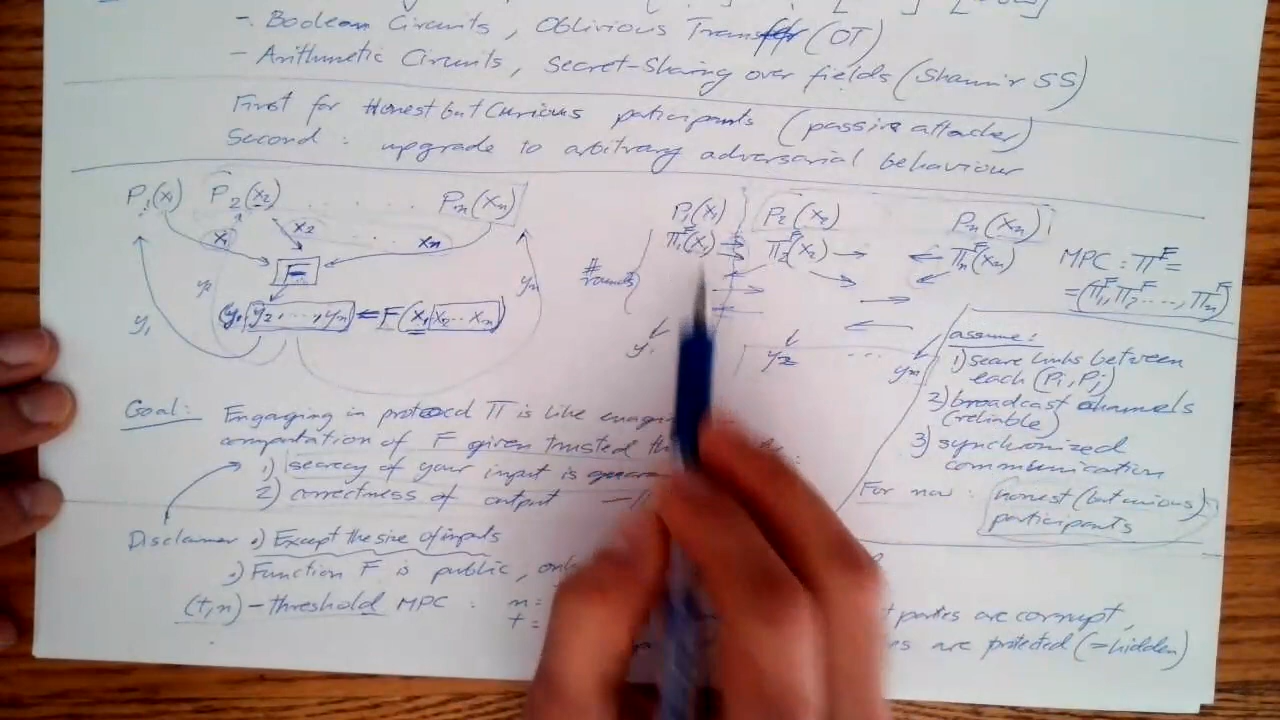 - Boolean Circuits, Oblivious Transfer (OT)
- Arithmetic Circuits, Secret-Sharing over fields (Shamir SS)
First for Honest but Curious participants (passive attacker)
Second: upgrade to arbitrary adversarial behaviour
P₁(x₁) P₂(x₂) . . . . . Pₙ(xₙ)
x₁ x₂ . . . xₙ
F
(y₁, y₂, ..., yₙ) = F(x₁, x₂...xₙ)
y₁ y₂ yₙ
P₁(x₁) P₂(x₂) Pₙ(xₙ)
Π₁ᶠ(x₁) Π₂ᶠ(x₂) Πₙᶠ(xₙ)
# rounds
y₁ y₂ ... yₙ
MPC: Πᶠ =
= (Π₁ᶠ, Π₂ᶠ, ..., Πₙᶠ)
assume:
1) secure links between
each (Pi, Pj)
2) broadcast channels
(reliable)
3) synchronized
communication
For now: honest (but curious)
participants
Goal: Engaging in protocol Π is like
computation of F given trusted
1) secrecy of your input is
2) correctness of output
Disclaimer .) Except the size of inputs
.) Function F is public,
(t,n)-threshold MPC: n =
t =
parties are corrupt,
are protected (=hidden)